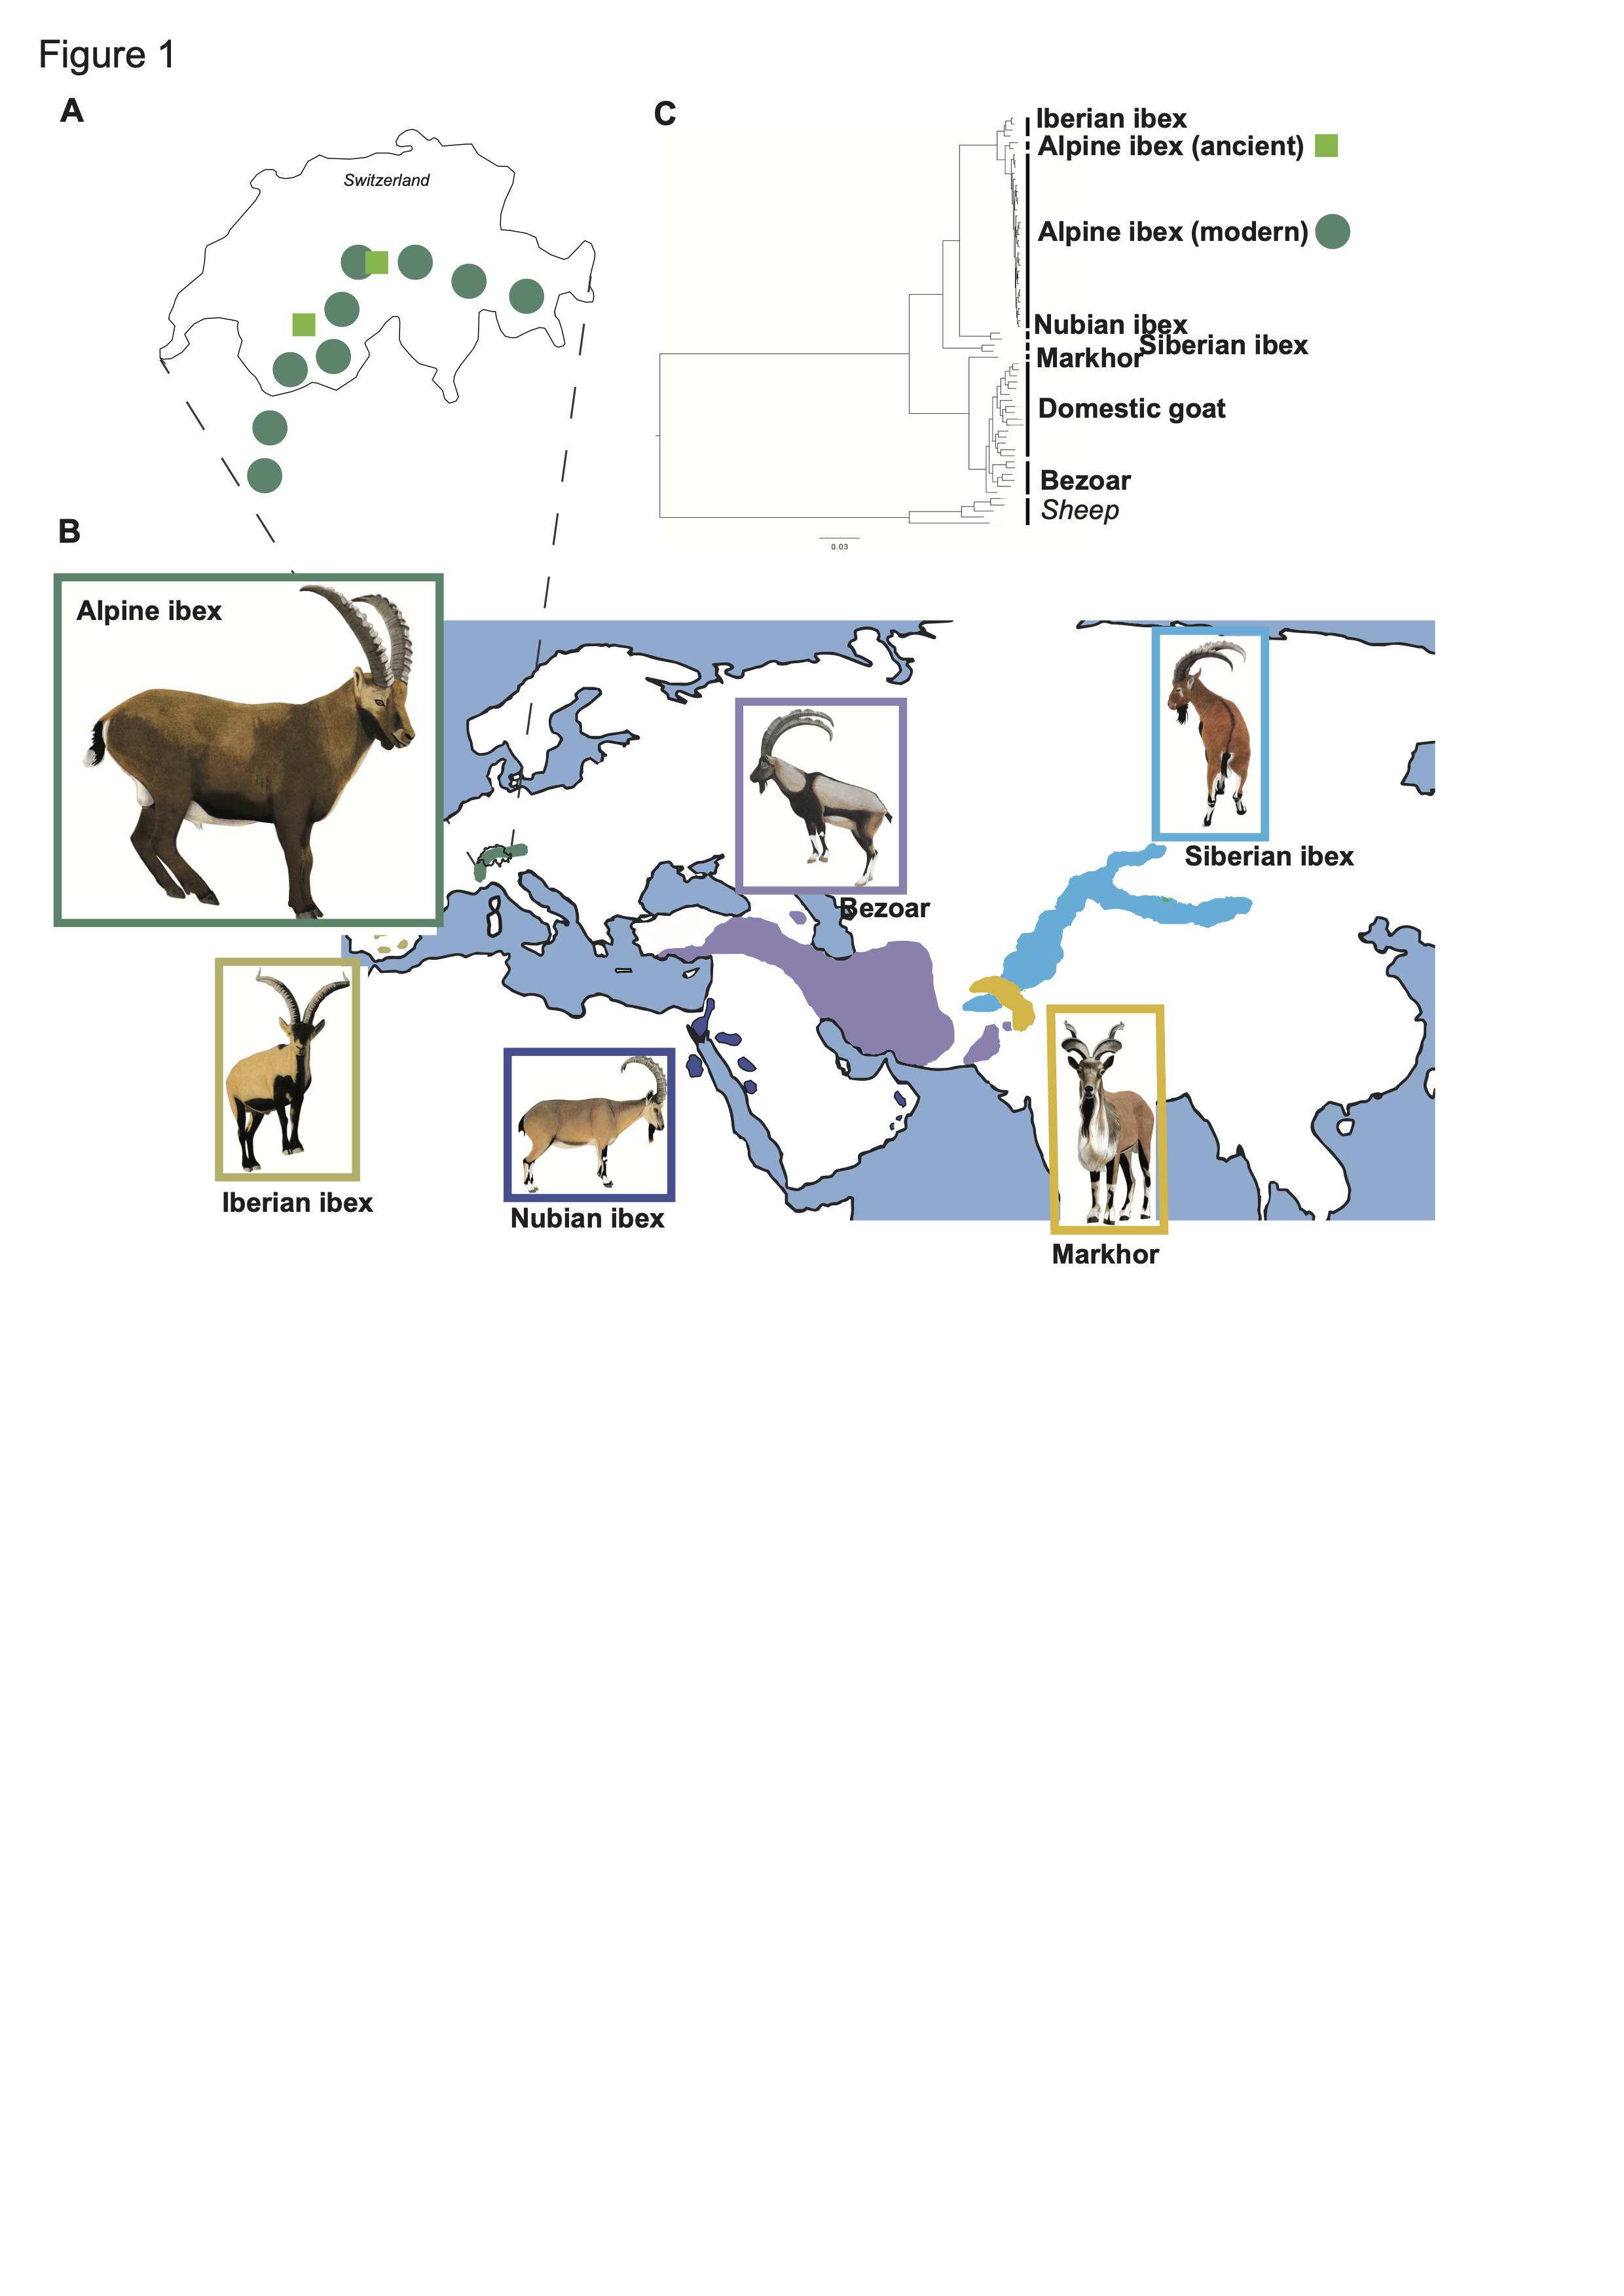 Figure 1
A
Switzerland
C
Iberian ibex
Alpine ibex (ancient)
Alpine ibex (modern)
Nubian ibex
Siberian ibex
Markhor
Domestic goat
Bezoar
Sheep
0.03
B
Alpine ibex
Siberian ibex
Bezoar
Iberian ibex
Nubian ibex
Markhor